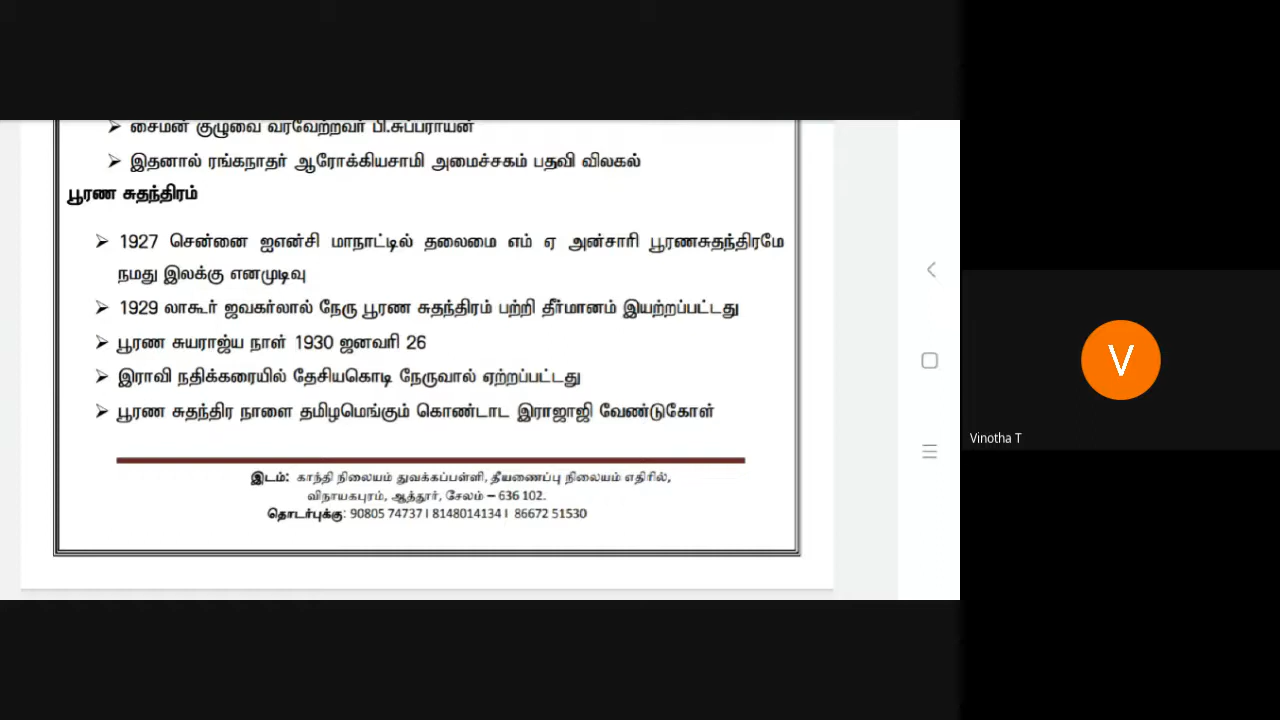 ➤ சைமன் குழுவை வரவேற்றவர் பி.சுப்பராயன்
➤ இதனால் ரங்கநாதர் ஆரோக்கியசாமி அமைச்சகம் பதவி விலகல்
பூரண சுதந்திரம்
➤ 1927 சென்னை ஐஎன்சி மாநாட்டில் தலைமை எம் ஏ அன்சாரி பூரணசுதந்திரமே
நமது இலக்கு எனமுடிவு
➤ 1929 லாகூர் ஜவகர்லால் நேரு பூரண சுதந்திரம் பற்றி தீர்மானம் இயற்றப்பட்டது
➤ பூரண சுயராஜ்ய நாள் 1930 ஜனவரி 26
➤ இராவி நதிக்கரையில் தேசியகொடி நேருவால் ஏற்றப்பட்டது
➤ பூரண சுதந்திர நாளை தமிழமெங்கும் கொண்டாட இராஜாஜி வேண்டுகோள்
இடம்: காந்தி நிலையம் துவக்கப்பள்ளி, தீயணைப்பு நிலையம் எதிரில்,
விநாயகபுரம், ஆத்தூர், சேலம் – 636 102.
தொடர்புக்கு: 90805 74737 I 8148014134 I 86672 51530
V
Vinotha T